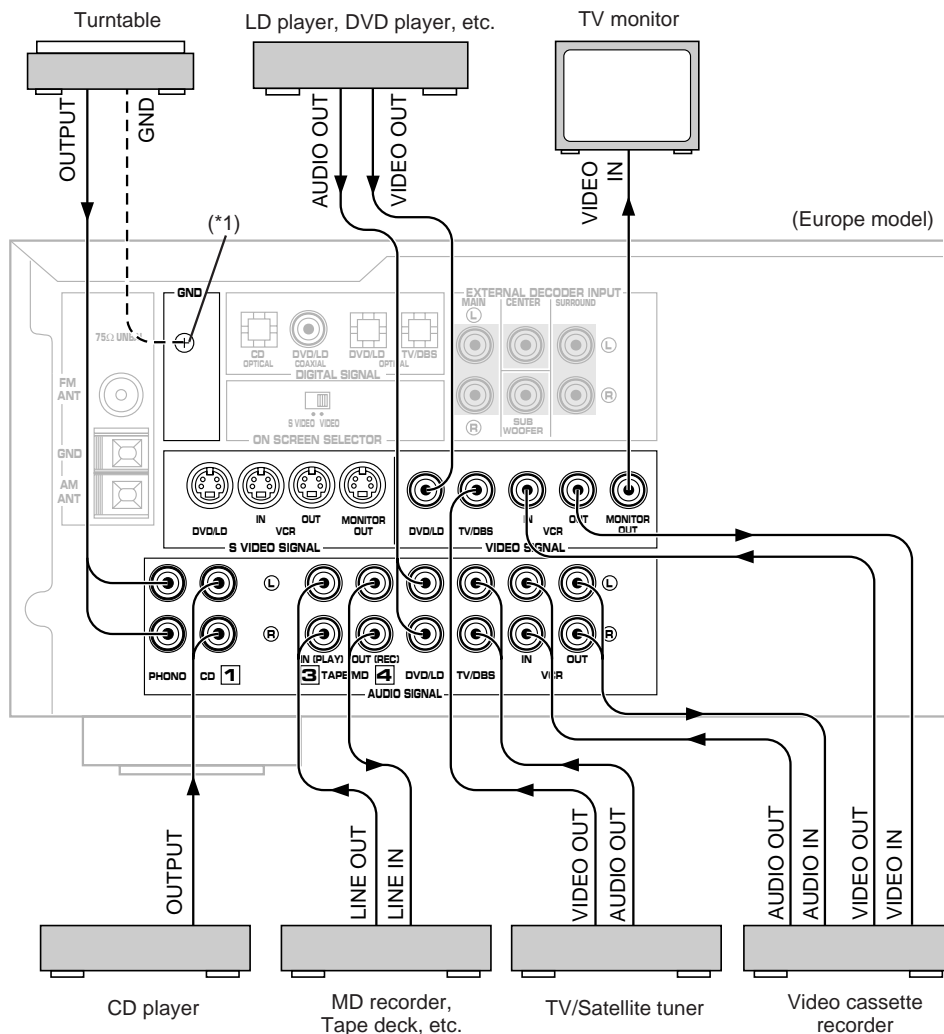 Turntable
LD player, DVD player, etc.
TV monitor
OUTPUT
GND
AUDIO OUT
VIDEO OUT
VIDEO
IN
(*1)
(Europe model)
GND
75Ω
FM
ANT
GND
AM
ANT
CD
OPTICAL
DVD/LD
COAXIAL
DVD/LD
TV/DBS
OPTICAL
DIGITAL SIGNAL
S VIDEO VIDEO
ON SCREEN SELECTOR
EXTERNAL DECODER INPUT
MAIN
CENTER
SURROUND
L
L
R
R
SUB
WOOFER
DVD/LD
IN
OUT
VCR
MONITOR
OUT
S VIDEO SIGNAL
DVD/LD
TV/DBS
IN
OUT
VCR
MONITOR
OUT
VIDEO SIGNAL
L
L
R
R
PHONO
CD 1
IN (PLAY)
OUT (REC)
3 TAPE/MD 4
DVD/LD
TV/DBS
IN
OUT
VCR
AUDIO SIGNAL
OUTPUT
LINE OUT
LINE IN
VIDEO OUT
AUDIO OUT
AUDIO OUT
AUDIO IN
VIDEO OUT
VIDEO IN
CD player
MD recorder,
Tape deck, etc.
TV/Satellite tuner
Video cassette
recorder